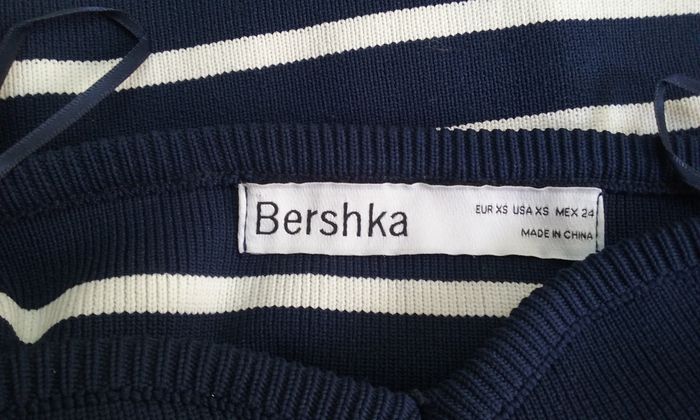 Bershka
EUR XS USA XS MEX 24
MADE IN CHINA